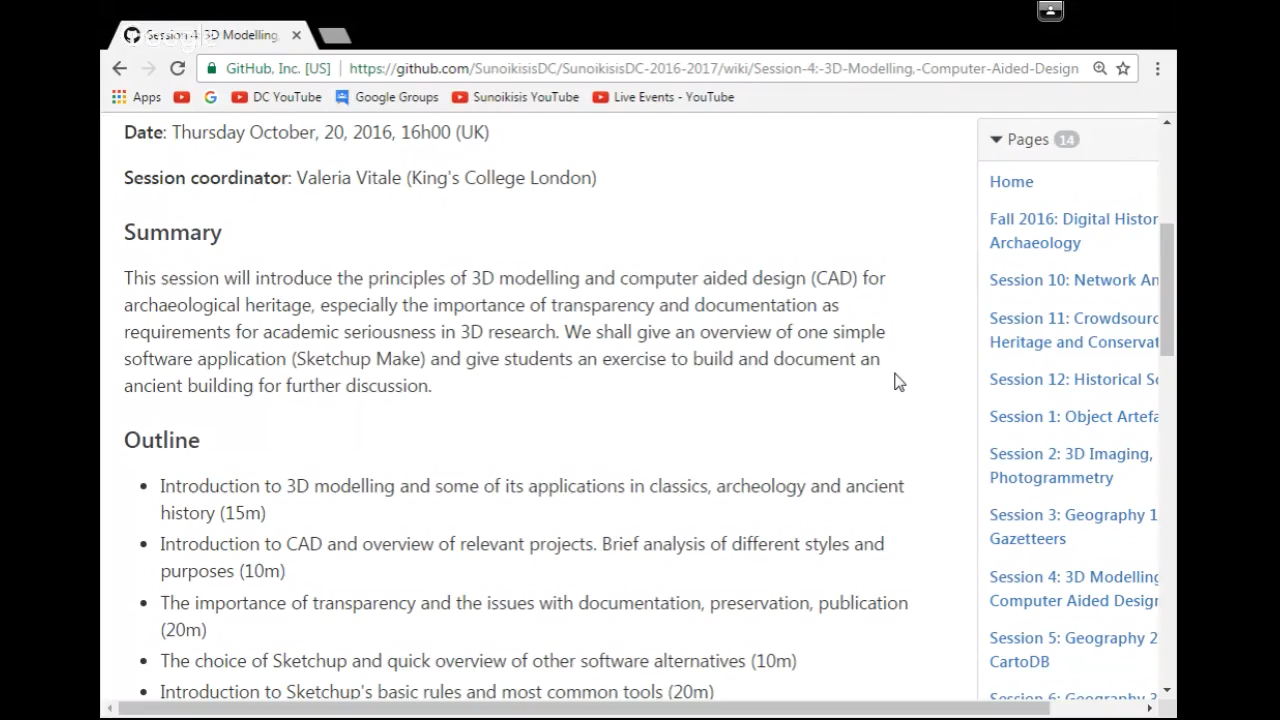 Session 4: 3D Modelling,
GitHub, Inc. [US]
https://github.com/SunoikisisDC/SunoikisisDC-2016-2017/wiki/Session-4:-3D-Modelling,-Computer-Aided-Design
Apps
DC YouTube
Google Groups
Sunoikisis YouTube
Live Events - YouTube
Date: Thursday October, 20, 2016, 16h00 (UK)
Session coordinator: Valeria Vitale (King's College London)
Summary
This session will introduce the principles of 3D modelling and computer aided design (CAD) for
archaeological heritage, especially the importance of transparency and documentation as
requirements for academic seriousness in 3D research. We shall give an overview of one simple
software application (Sketchup Make) and give students an exercise to build and document an
ancient building for further discussion.
Outline
Introduction to 3D modelling and some of its applications in classics, archeology and ancient
history (15m)
Introduction to CAD and overview of relevant projects. Brief analysis of different styles and
purposes (10m)
The importance of transparency and the issues with documentation, preservation, publication
(20m)
The choice of Sketchup and quick overview of other software alternatives (10m)
Introduction to Sketchup's basic rules and most common tools (20m)
Pages 14
Home
Fall 2016: Digital Histor
Archaeology
Session 10: Network An
Session 11: Crowdsourc
Heritage and Conservat
Session 12: Historical So
Session 1: Object Artefa
Session 2: 3D Imaging,
Photogrammetry
Session 3: Geography 1
Gazetteers
Session 4: 3D Modelling
Computer Aided Design
Session 5: Geography 2
CartoDB
Session 6: Geography 3